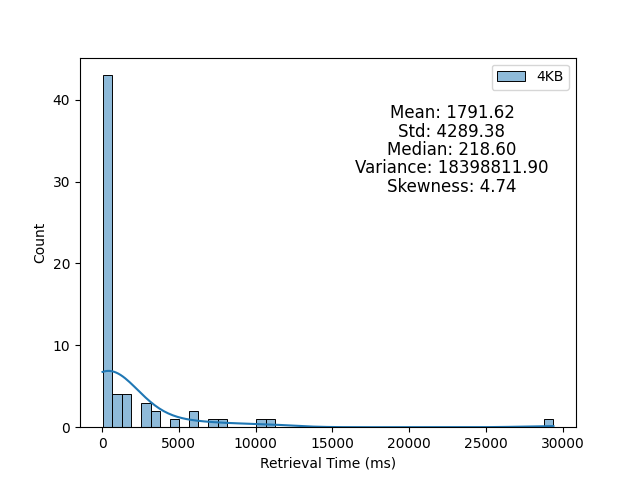 4KB
Mean: 1791.62
Std: 4289.38
Median: 218.60
Variance: 18398811.90
Skewness: 4.74
Count
40
30
20
10
0
0 5000 10000 15000 20000 25000 30000
Retrieval Time (ms)